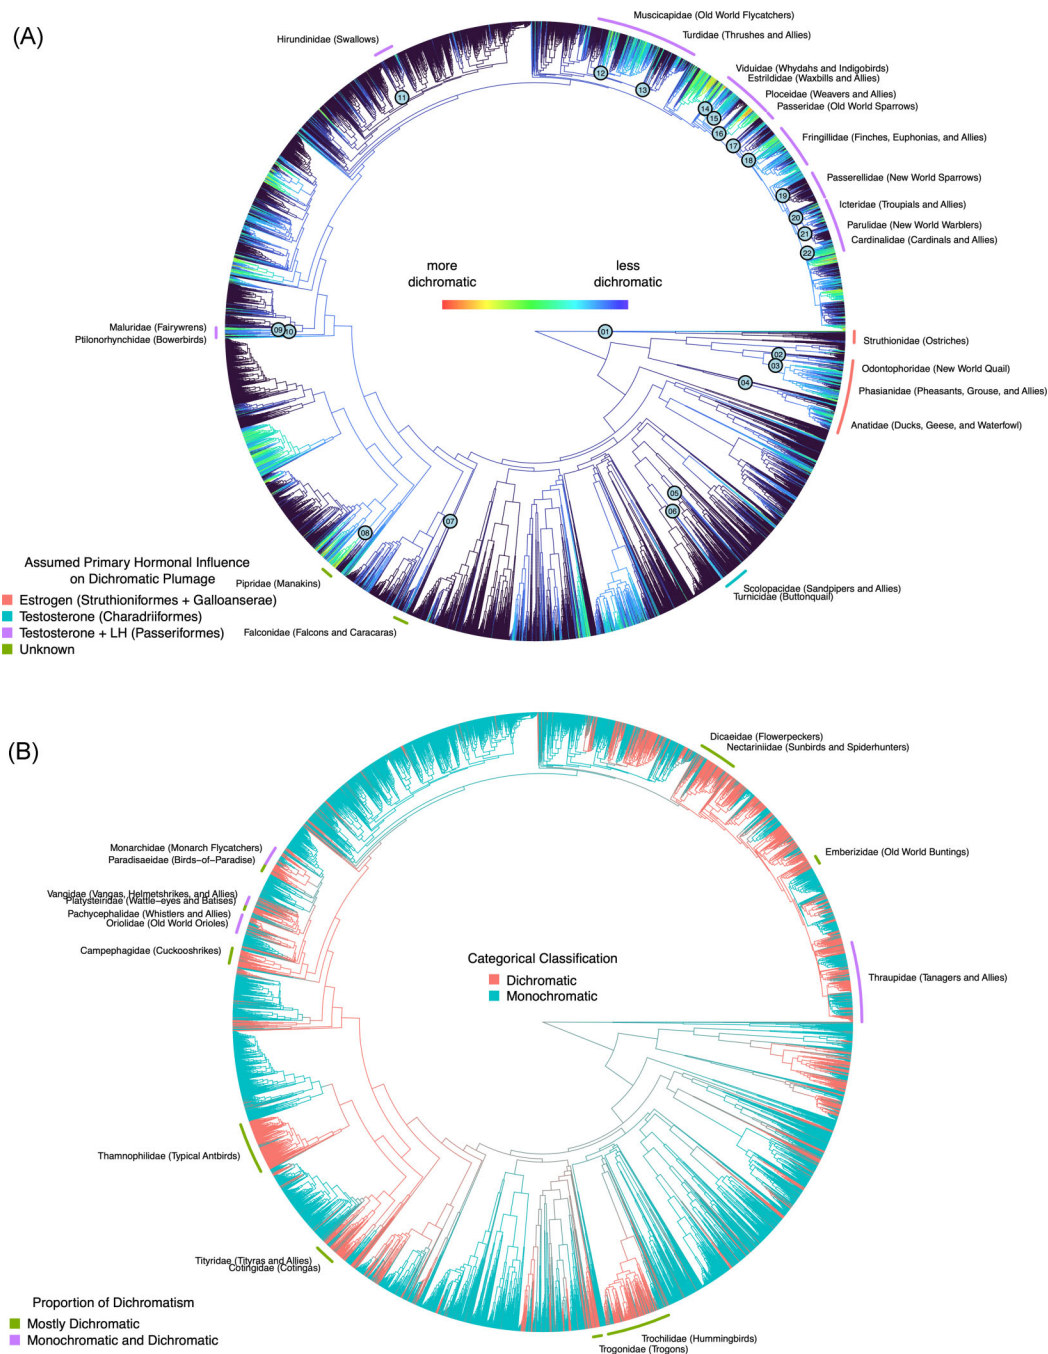 (A)
Muscicapidae (Old World Flycatchers)
Hirundinidae (Swallows)
Turdidae (Thrushes and Allies)
Viduidae (Whydahs and Indigobirds)
Estrildidae (Waxbills and Allies)
Ploceidae (Weavers and Allies)
Passeridae (Old World Sparrows)
Fringillidae (Finches, Euphonias, and Allies)
Passerellidae (New World Sparrows)
Icteridae (Troupials and Allies)
Parulidae (New World Warblers)
Cardinalidae (Cardinals and Allies)
12
13
11
14
15
16
17
18
19
20
21
22
more dichromatic
less dichromatic
Maluridae (Fairywrens)
Ptilonorhynchidae (Bowerbirds)
09
10
01
Struthionidae (Ostriches)
02
03
04
Odontophoridae (New World Quail)
Phasianidae (Pheasants, Grouse, and Allies)
Anatidae (Ducks, Geese, and Waterfowl)
05
06
07
08
Assumed Primary Hormonal Influence
on Dichromatic Plumage
Estrogen (Struthioniformes + Galloanserae)
Testosterone (Charadriiformes)
Testosterone + LH (Passeriformes)
Unknown
Pipridae (Manakins)
Falconidae (Falcons and Caracaras)
Scolopacidae (Sandpipers and Allies)
Turnicidae (Buttonquail)
(B)
Dicaeidae (Flowerpeckers)
Nectariniidae (Sunbirds and Spiderhunters)
Monarchidae (Monarch Flycatchers)
Paradisaeidae (Birds-of-Paradise)
Emberizidae (Old World Buntings)
Vangidae (Vangas, Helmetshrikes, and Allies)
Platysteiridae (Wattle-eyes and Batises)
Pachycephalidae (Whistlers and Allies)
Oriolidae (Old World Orioles)
Campephagidae (Cuckooshrikes)
Categorical Classification
Dichromatic
Monochromatic
Thraupidae (Tanagers and Allies)
Thamnophilidae (Typical Antbirds)
Tityridae (Tityras and Allies)
Cotingidae (Cotingas)
Proportion of Dichromatism
Mostly Dichromatic
Monochromatic and Dichromatic
Trochilidae (Hummingbirds)
Trogonidae (Trogons)